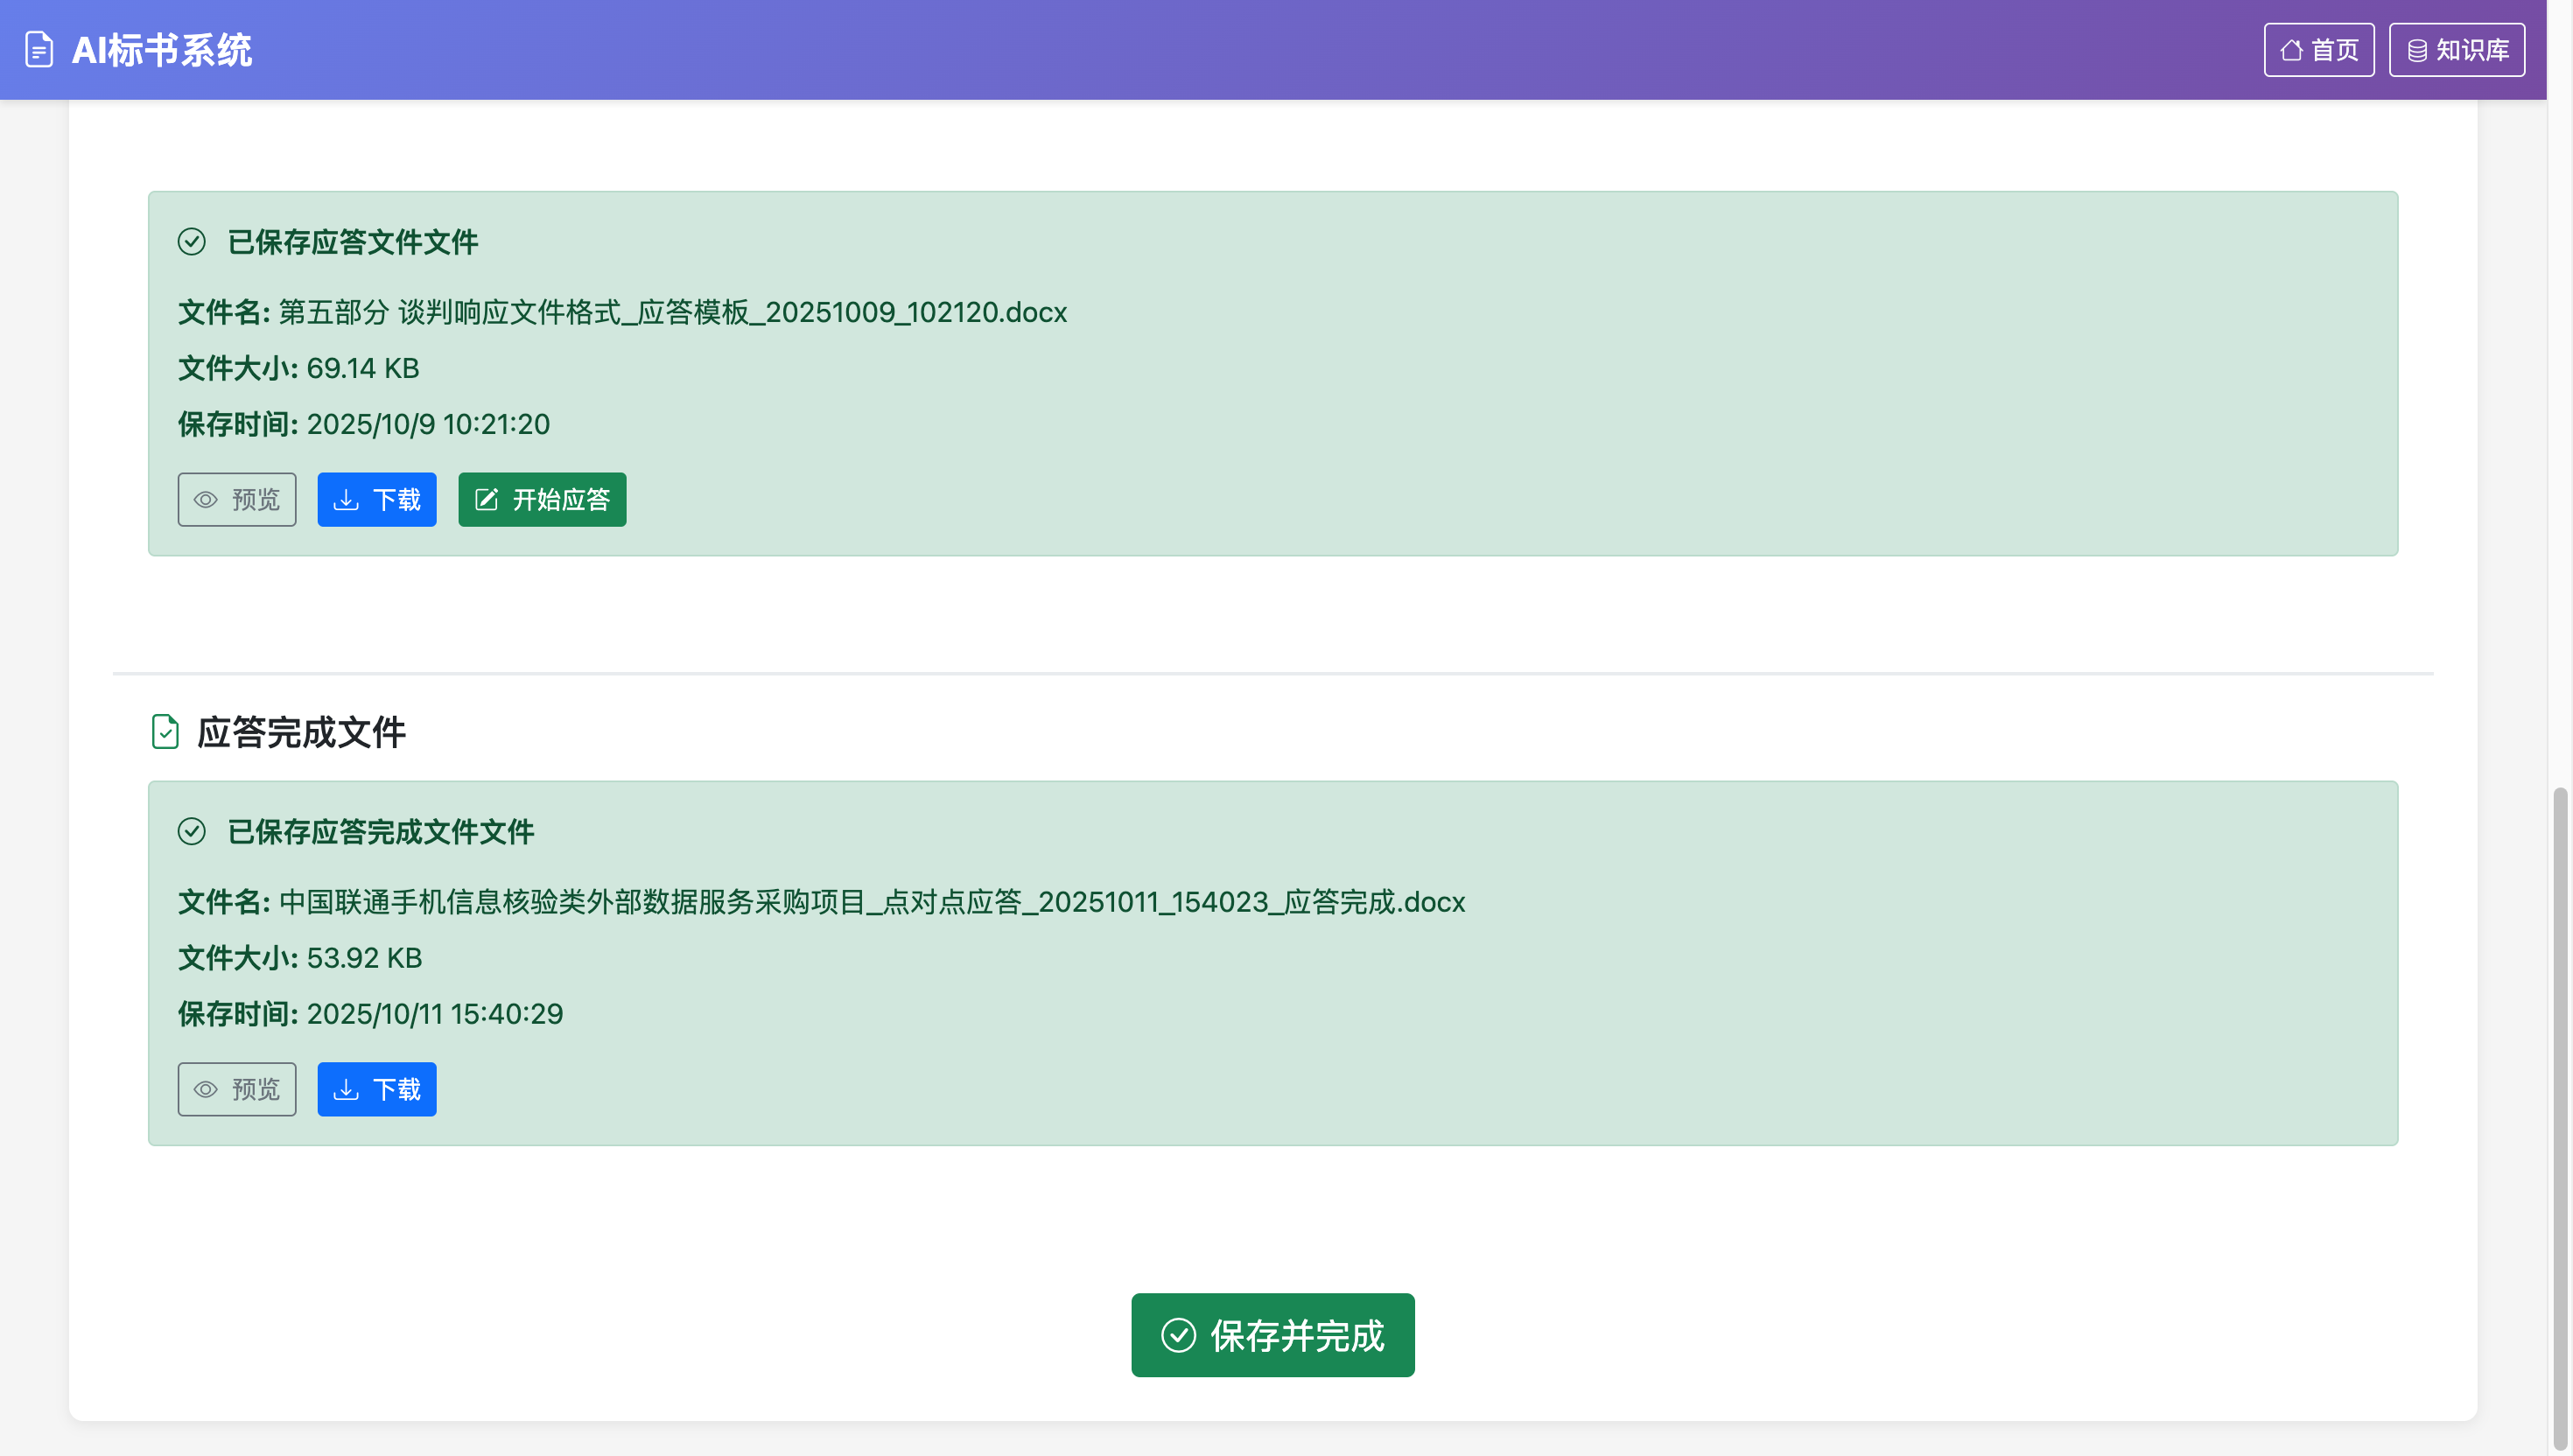 AI标书系统
首页
知识库
已保存应答文件文件
文件名: 第五部分 谈判响应文件格式_应答模板_20251009_102120.docx
文件大小: 69.14 KB
保存时间: 2025/10/9 10:21:20
预览
下载
开始应答
应答完成文件
已保存应答完成文件文件
文件名: 中国联通手机信息核验类外部数据服务采购项目_点对点应答_20251011_154023_应答完成.docx
文件大小: 53.92 KB
保存时间: 2025/10/11 15:40:29
预览
下载
保存并完成